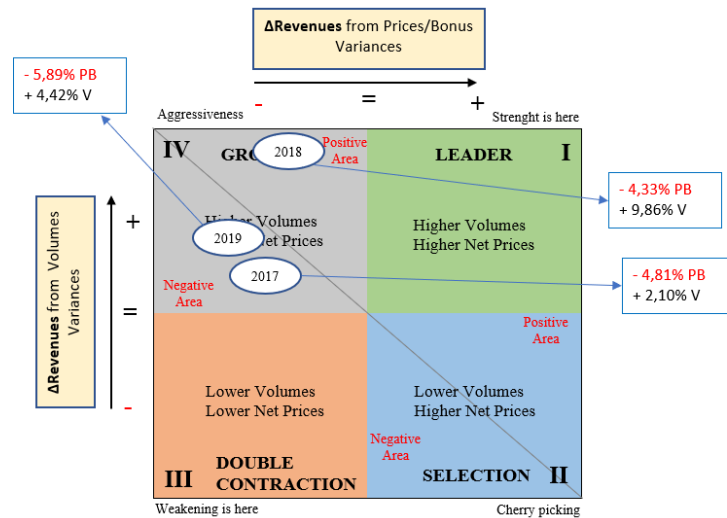 ΔRevenues from Prices/Bonus
Variances
- 5,89% PB
+ 4,42% V
- = +
Aggressiveness
Strenght is here
IV
GRO
2018
Positive
Area
LEADER
I
- 4,33% PB
+ 9,86% V
ΔRevenues from Volumes
Variances
+
=
-
Higher Volumes
Net Prices
2019
2017
Higher Volumes
Higher Net Prices
- 4,81% PB
+ 2,10% V
Negative
Area
Positive
Area
Lower Volumes
Lower Net Prices
Lower Volumes
Higher Net Prices
Negative
Area
III
DOUBLE
CONTRACTION
SELECTION
II
Weakening is here
Cherry picking